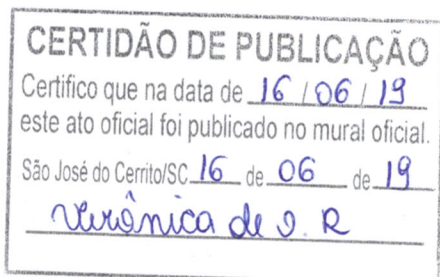 CERTIDÃO DE PUBLICAÇÃO
Certifico que na data de 16 / 06 / 19
este ato oficial foi publicado no mural oficial.
São José do Cerrito/SC 16 de 06 de 19
Verônica de O. R